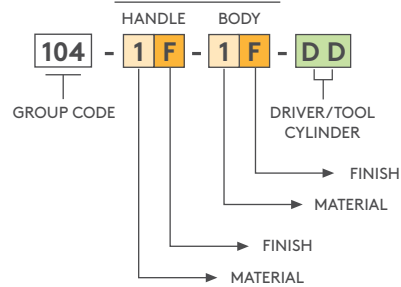 HANDLE BODY
104 - 1 F - 1 F - D D
GROUP CODE
DRIVER/TOOL
CYLINDER
FINISH
MATERIAL
FINISH
MATERIAL